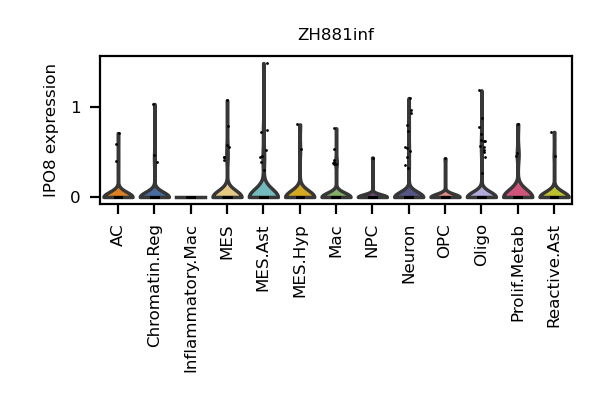 ZH881inf
IPO8 expression
1
0
AC
Chromatin.Reg
Inflammatory.Mac
MES
MES.Ast
MES.Hyp
Mac
NPC
Neuron
OPC
Oligo
Prolif.Metab
Reactive.Ast